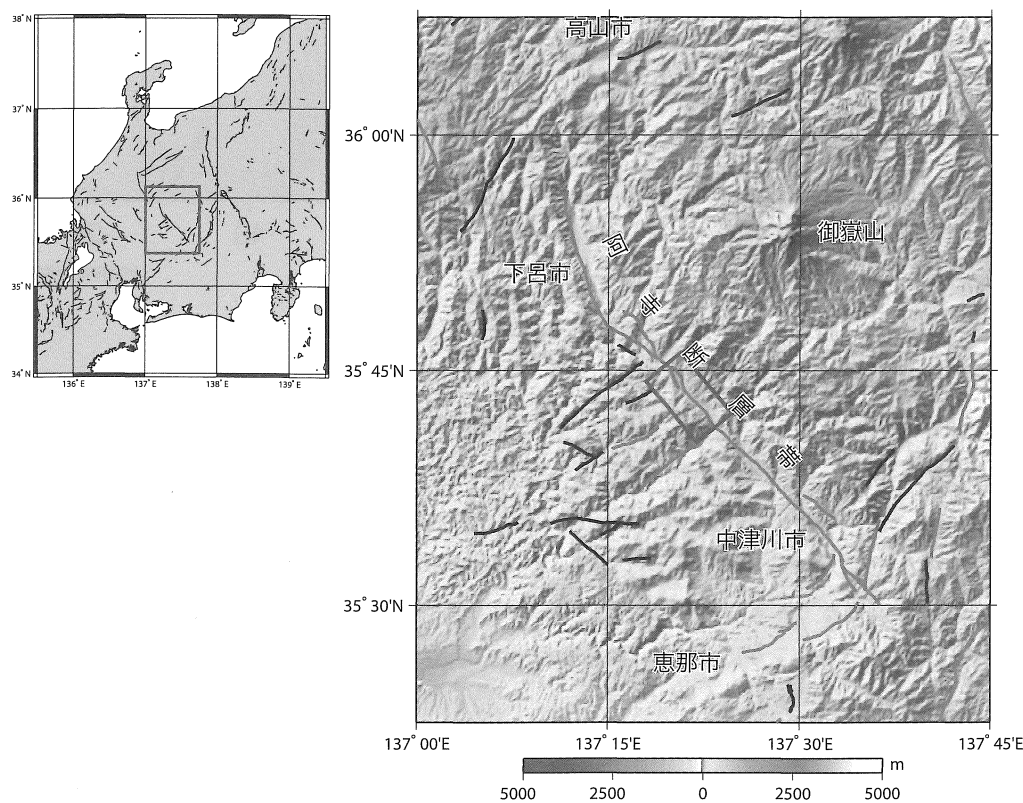 38˚N
37˚N
36˚N
35˚N
34˚N
136˚E
137˚E
138˚E
139˚E
高山市
36˚ 00'N
御嶽山
下呂市
阿寺断層帯
35˚ 45'N
中津川市
35˚ 30'N
恵那市
137˚ 00'E
137˚ 15'E
137˚ 30'E
137˚ 45'E
m
5000
2500
0
2500
5000